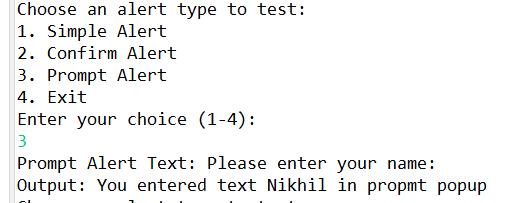 Choose an alert type to test:
1. Simple Alert
2. Confirm Alert
3. Prompt Alert
4. Exit
Enter your choice (1-4):
3
Prompt Alert Text: Please enter your name:
Output: You entered text Nikhil in propmt popup